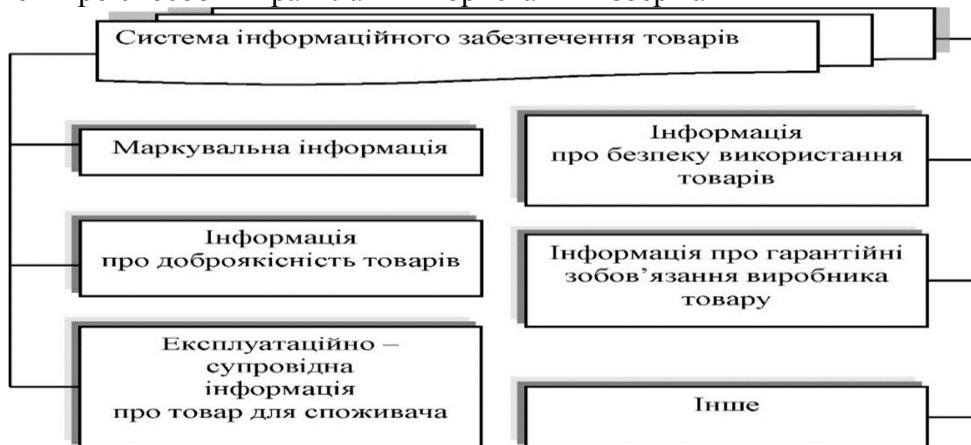 Система інформаційного забезпечення товарів
Маркувальна інформація
Інформація
про безпеку використання
товарів
Інформація
про доброякісність товарів
Інформація про гарантійні
зобов’язання виробника
товару
Експлуатаційно –
супровідна
інформація
про товар для споживача
Інше